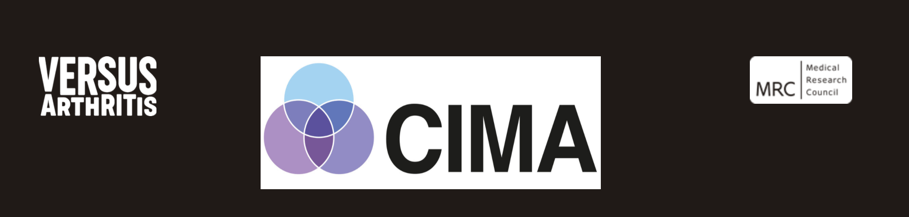 VERSUS
ARTHRITIS
CIMA
MRC
Medical
Research
Council